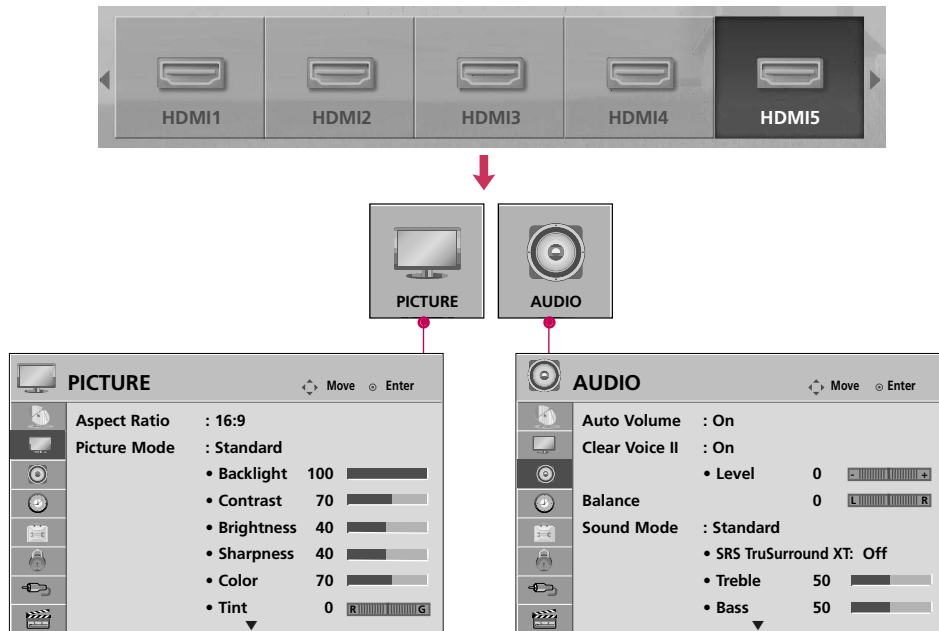 HDMI1 HDMI2 HDMI3 HDMI4 HDMI5
PICTURE AUDIO
PICTURE Move Enter
Aspect Ratio : 16:9
Picture Mode : Standard
• Backlight 100
• Contrast 70
• Brightness 40
• Sharpness 40
• Color 70
• Tint 0 R G
AUDIO Move Enter
Auto Volume : On
Clear Voice II : On
• Level 0 - +
Balance 0 L R
Sound Mode : Standard
• SRS TruSurround XT: Off
• Treble 50
• Bass 50